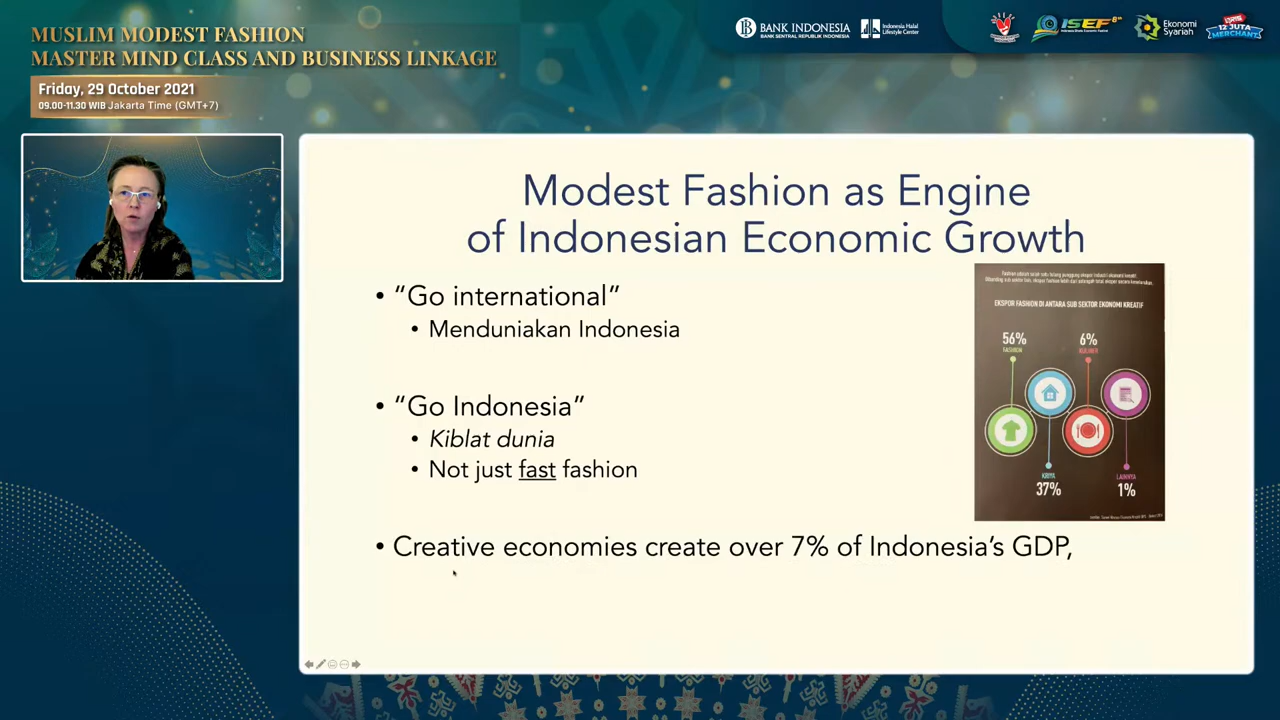 MUSLIM MODEST FASHION
MASTER MIND CLASS AND BUSINESS LINKAGE
Friday, 29 October 2021
09.00-11.30 WIB Jakarta Time (GMT+7)
BANK INDONESIA
BANK SENTRAL REPUBLIK INDONESIA
Indonesia Halal
Lifestyle Center
ISEF 8th
Ekonomi
Syariah
12 JUTA
MERCHANT
Modest Fashion as Engine
of Indonesian Economic Growth
• “Go international”
• Menduniakan Indonesia
• “Go Indonesia”
• Kiblat dunia
• Not just fast fashion
• Creative economies create over 7% of Indonesia’s GDP,
EKSPOR FASHION DI ANTARA SUB SEKTOR EKONOMI KREATIF
56%
FASHION
6%
KULINER
KRIYA
37%
LAINNYA
1%